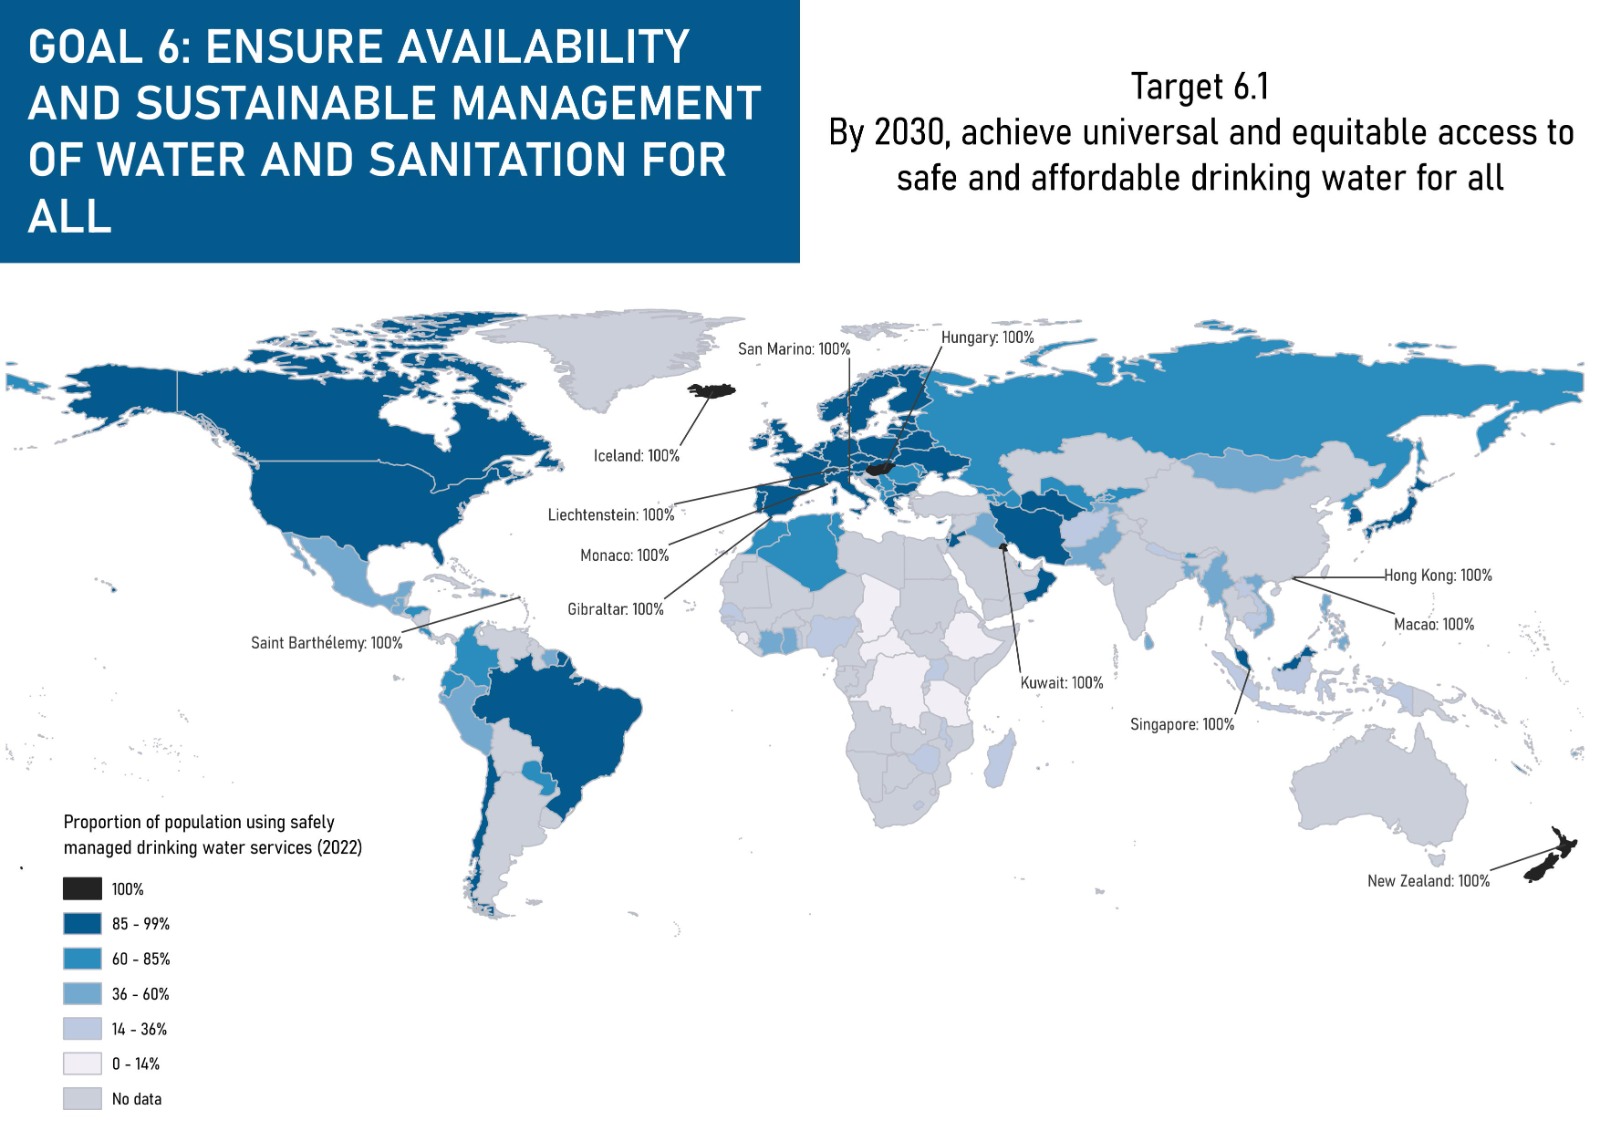 GOAL 6: ENSURE AVAILABILITY
AND SUSTAINABLE MANAGEMENT
OF WATER AND SANITATION FOR
ALL
Target 6.1
By 2030, achieve universal and equitable access to
safe and affordable drinking water for all
San Marino: 100%
Hungary: 100%
Iceland: 100%
Liechtenstein: 100%
Monaco: 100%
Gibraltar: 100%
Saint Barthélemy: 100%
Hong Kong: 100%
Macao: 100%
Kuwait: 100%
Singapore: 100%
New Zealand: 100%
Proportion of population using safely
managed drinking water services (2022)
100%
85 - 99%
60 - 85%
36 - 60%
14 - 36%
0 - 14%
No data